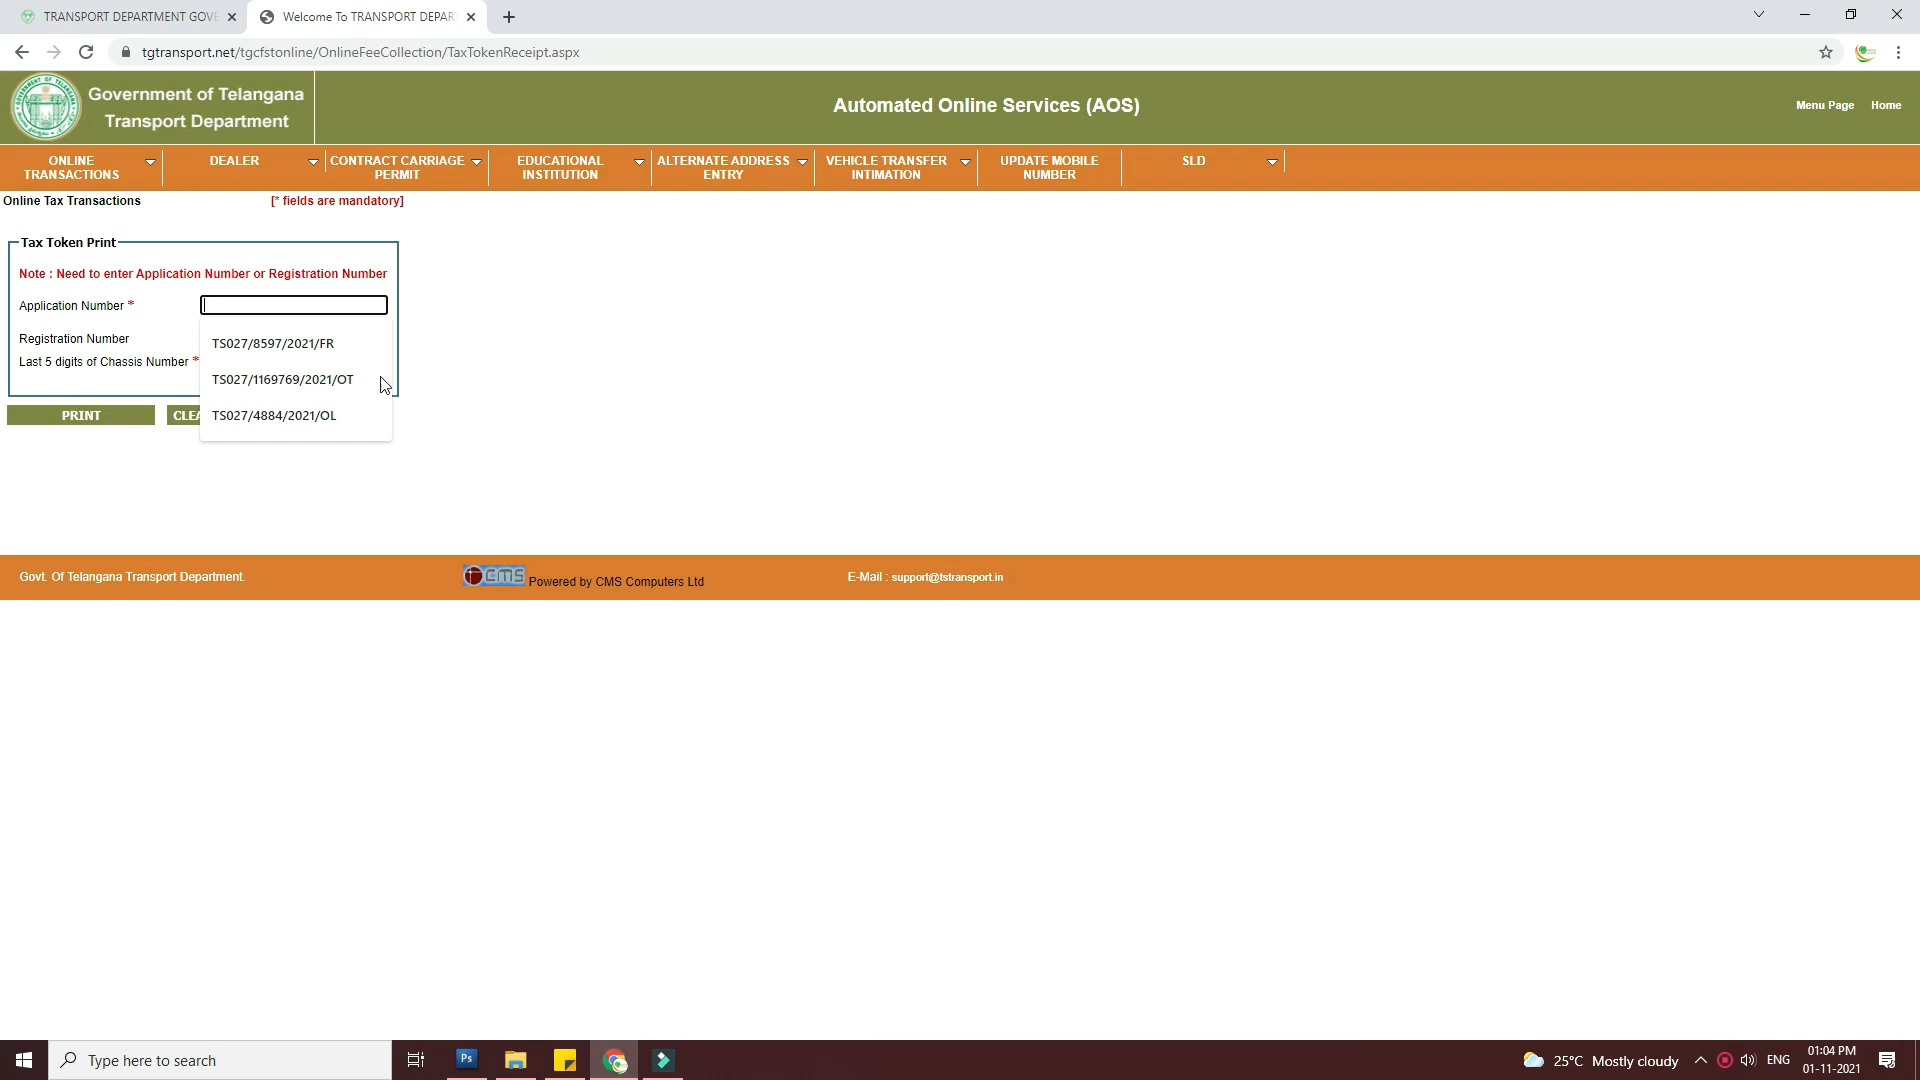 TRANSPORT DEPARTMENT GOVE
Welcome To TRANSPORT DEPART
tgtransport.net/tgcfstonline/OnlineFeeCollection/TaxTokenReceipt.aspx
Government of Telangana
Transport Department
Automated Online Services (AOS)
Menu Page Home
ONLINE TRANSACTIONS
DEALER
CONTRACT CARRIAGE PERMIT
EDUCATIONAL INSTITUTION
ALTERNATE ADDRESS ENTRY
VEHICLE TRANSFER INTIMATION
UPDATE MOBILE NUMBER
SLD
Online Tax Transactions [* fields are mandatory]
Tax Token Print
Note : Need to enter Application Number or Registration Number
Application Number *
Registration Number
Last 5 digits of Chassis Number *
TS027/8597/2021/FR
TS027/1169769/2021/OT
TS027/4884/2021/OL
PRINT CLEA
Govt. Of Telangana Transport Department.
CMS Powered by CMS Computers Ltd
E-Mail : support@tstransport.in
Type here to search
Ps
25°C Mostly cloudy
ENG
01:04 PM
01-11-2021